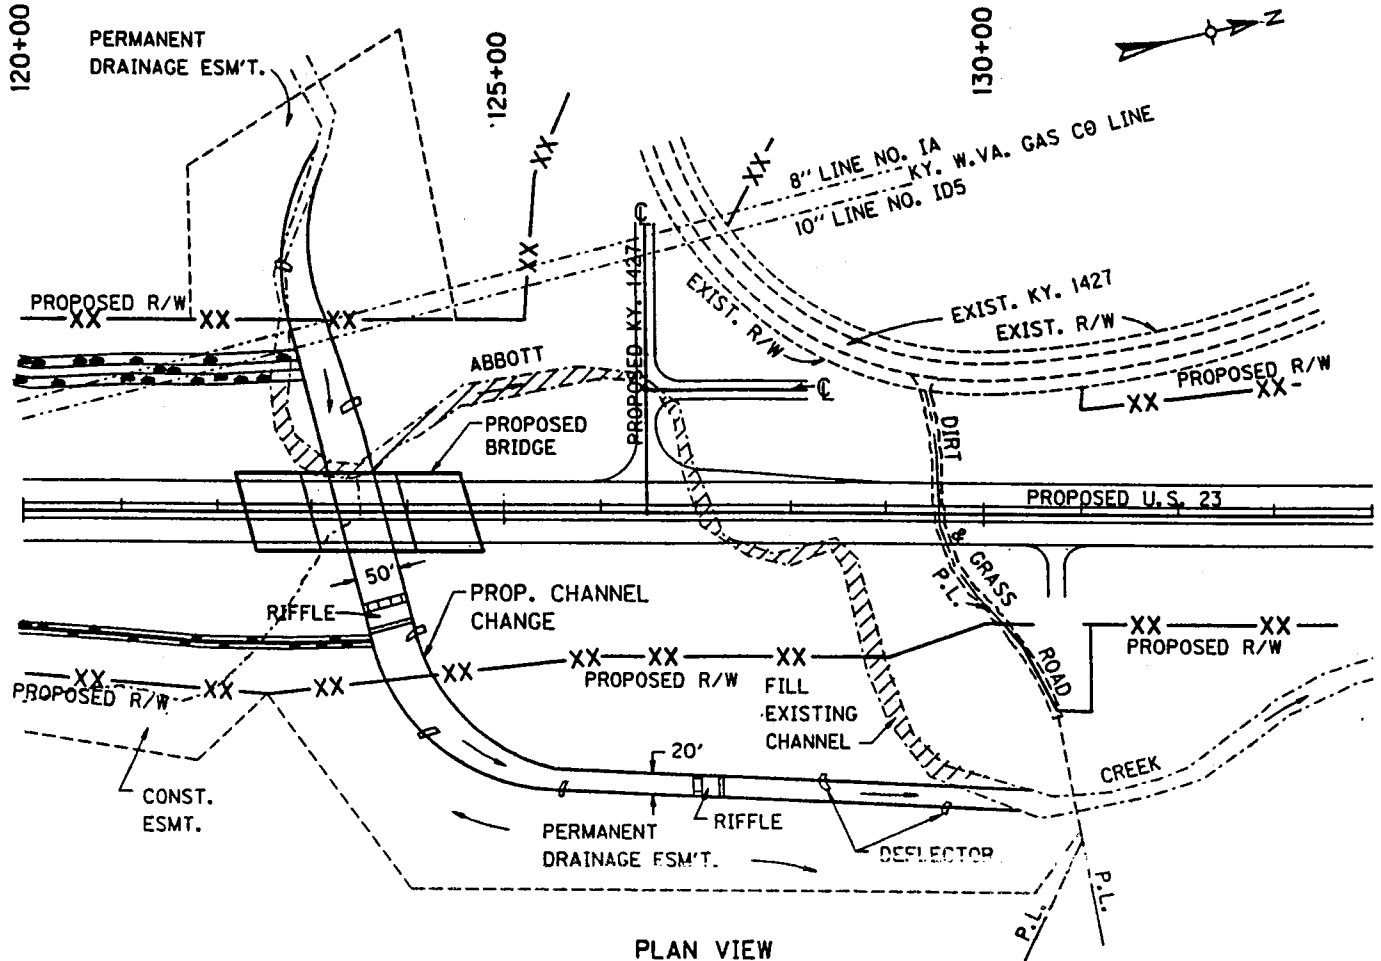 120+00
PERMANENT
DRAINAGE ESM'T.
125+00
130+00
N
8" LINE NO. IA
KY. W.VA. GAS CO LINE
10" LINE NO. ID5
XX
XX-
XX
PROPOSED R/W
XX
XX
XX
℄
PROPOSED KY. 1427
EXIST. R/W
EXIST. KY. 1427
EXIST. R/W
ABBOTT
PROPOSED R/W
XX
XX-
℄
PROPOSED
BRIDGE
DIRT
PROPOSED U.S. 23
&
GRASS
ROAD
P.L.
50'
RIFFLE
PROP. CHANNEL
CHANGE
XX
XX
PROPOSED R/W
XX
XX
XX
XX
XX
XX
XX
PROPOSED R/W
PROPOSED R/W
FILL
EXISTING
CHANNEL
20'
CREEK
CONST.
ESMT.
RIFFLE
PERMANENT
DRAINAGE ESM'T.
DEFLECTOR
P.L.
P.L.
PLAN VIEW